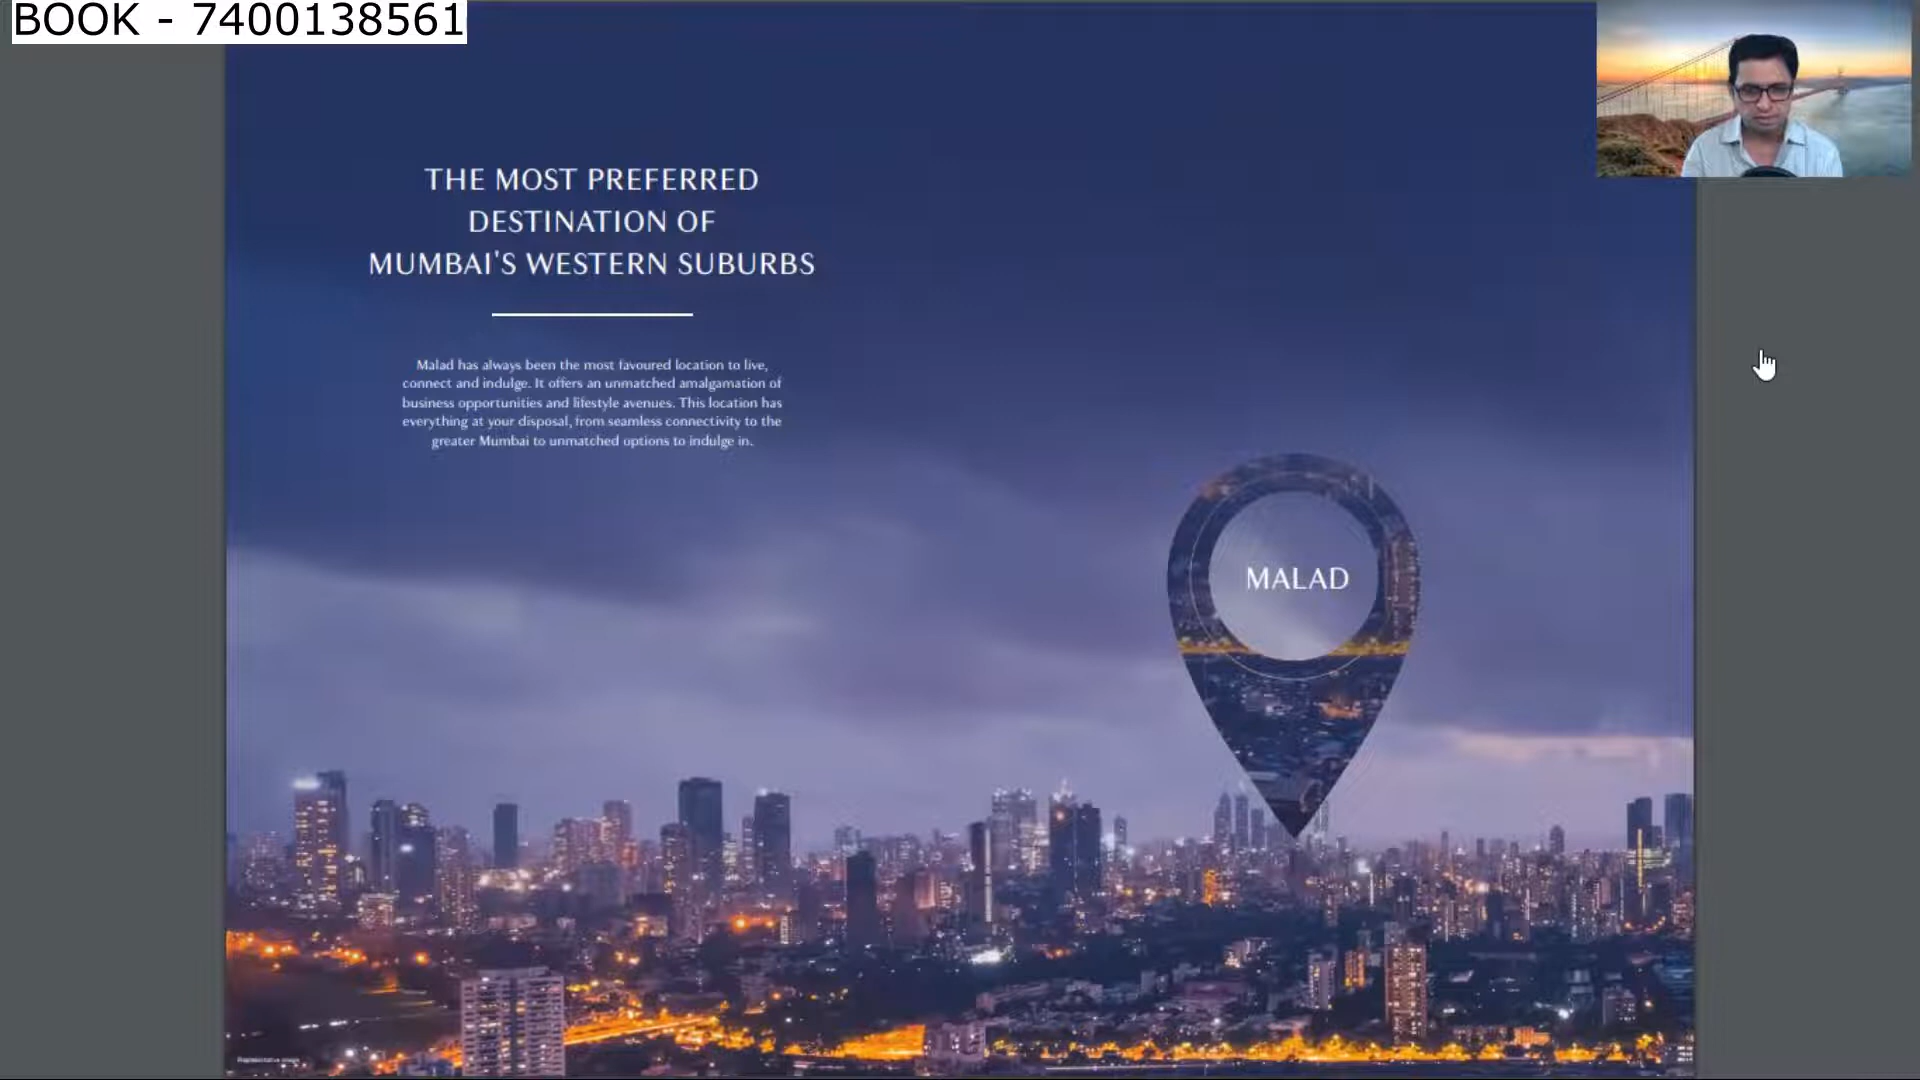 BOOK - 7400138561
THE MOST PREFERRED
DESTINATION OF
MUMBAI'S WESTERN SUBURBS
Malad has always been the most favoured location to live,
connect and indulge. It offers an unmatched amalgamation of
business opportunities and lifestyle avenues. This location has
everything at your disposal, from seamless connectivity to the
greater Mumbai to unmatched options to indulge in.
MALAD
Representative image